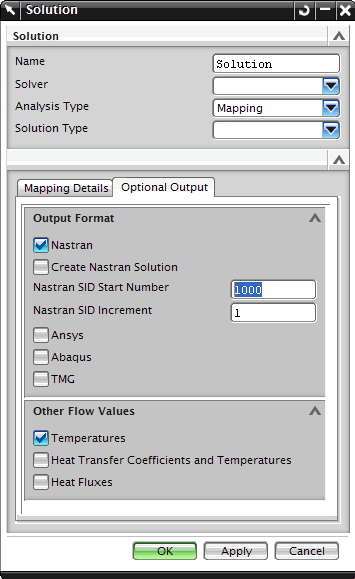 Solution
Solution
Name Solution
Solver
Analysis Type Mapping
Solution Type
Mapping Details Optional Output
Output Format
Nastran
Create Nastran Solution
Nastran SID Start Number 1000
Nastran SID Increment 1
Ansys
Abaqus
TMG
Other Flow Values
Temperatures
Heat Transfer Coefficients and Temperatures
Heat Fluxes
OK Apply Cancel